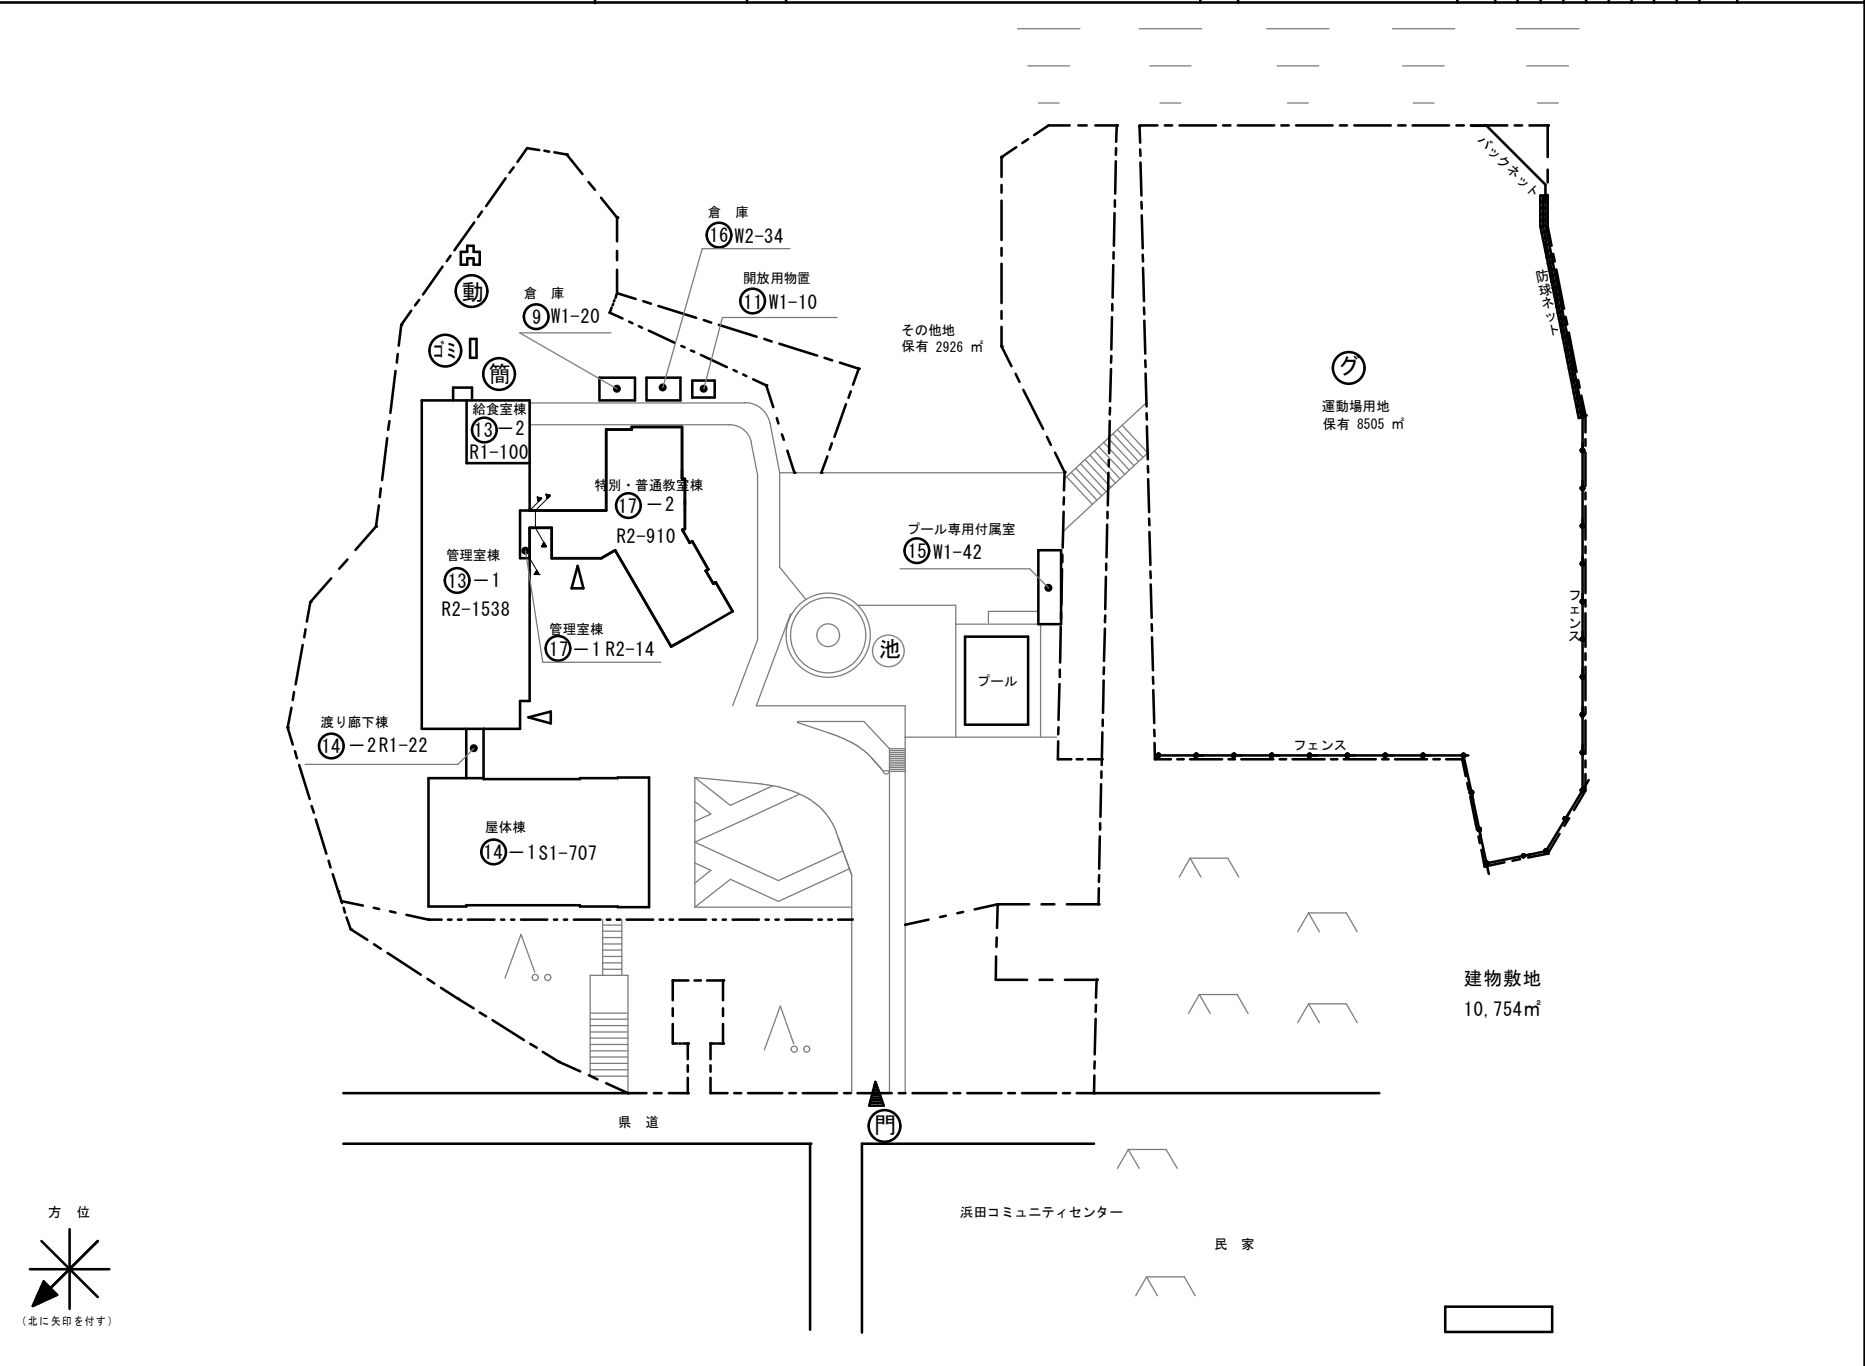 バックネット
倉　庫
⑯W2-34
開放用物置
⑪W1-10
倉　庫
⑨W1-20
動
ゴミ
簡
防球ネット
その他地
保有 2926 ㎡
グ
運動場用地
保有 8505 ㎡
給食室棟
⑬－2
R1-100
特別・普通教室棟
⑰－2
R2-910
管理室棟
⑬－1
R2-1538
プール専用付属室
⑮W1-42
フェンス
管理室棟
⑰－1 R2-14
池
プール
渡り廊下棟
⑭－2R1-22
フェンス
屋体棟
⑭－1S1-707
建物敷地
10,754㎡
県　道
門
浜田コミュニティセンター
民　家
方　位
(北に矢印を付す)